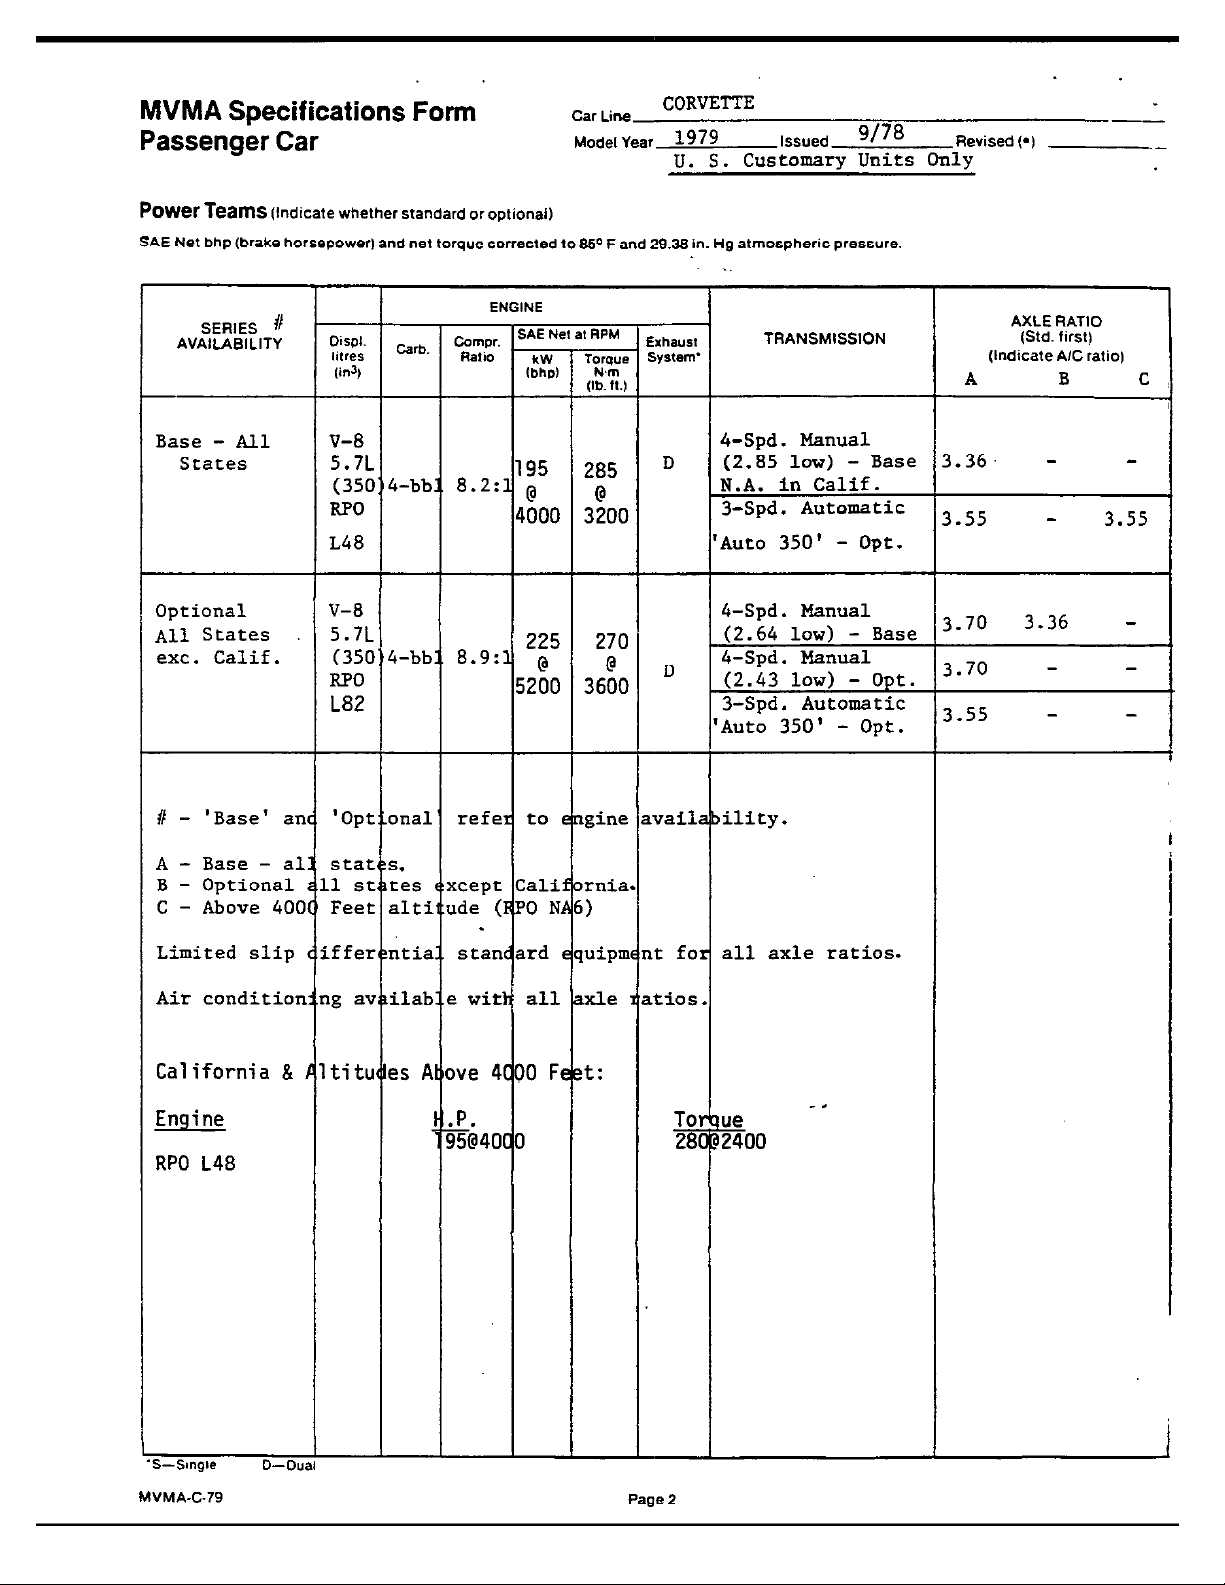 MVMA Specifications Form
Passenger Car
Car Line CORVETTE
Model Year 1979 Issued 9/78 Revised (•)
U. S. Customary Units Only
Power Teams (Indicate whether standard or optional)
SAE Net bhp (brake horsepower) and net torque corrected to 85° F and 29.38 in. Hg atmospheric pressure.
SERIES #
AVAILABILITY
ENGINE
Displ.
litres
(in³)
Carb.
Compr.
Ratio
SAE Net at RPM
kW
(bhp)
Torque
N·m
(lb. ft.)
Exhaust
System*
TRANSMISSION
AXLE RATIO
(Std. first)
(Indicate A/C ratio)
A B C
Base - All
States
V-8
5.7L
(350)
RPO
L48
4-bbl
8.2:1
195
@
4000
285
@
3200
D
4-Spd. Manual
(2.85 low) - Base
N.A. in Calif.
3.36 - -
3-Spd. Automatic
'Auto 350' - Opt.
3.55 - 3.55
Optional
All States
exc. Calif.
V-8
5.7L
(350)
RPO
L82
4-bbl
8.9:1
225
@
5200
270
@
3600
D
4-Spd. Manual
(2.64 low) - Base
3.70 3.36 -
4-Spd. Manual
(2.43 low) - Opt.
3.70 - -
3-Spd. Automatic
'Auto 350' - Opt.
3.55 - -
# - 'Base' and 'Optional' refer to engine availability.
A - Base - all states.
B - Optional all states except California.
C - Above 4000 Feet altitude (RPO NA6)
Limited slip differential standard equipment for all axle ratios.
Air conditioning available with all axle ratios.
California & Altitudes Above 4000 Feet:
Engine H.P. Torque
195@4000 280@2400
RPO L48
*S—Single D—Dual
MVMA-C-79
Page 2